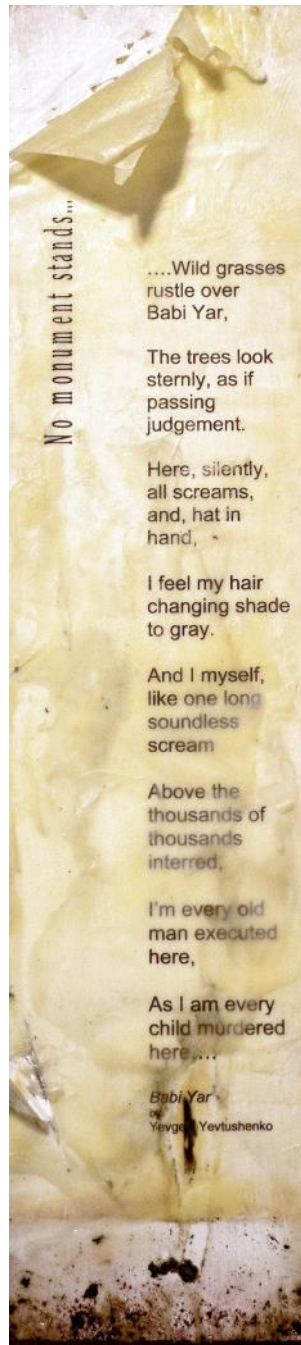 No monument stands...
....Wild grasses
rustle over
Babi Yar,
The trees look
sternly, as if
passing
judgement.
Here, silently,
all screams,
and, hat in
hand,
I feel my hair
changing shade
to gray.
And I myself,
like one long
soundless
scream
Above the
thousands of
thousands
interred,
I'm every old
man executed
here,
As I am every
child murdered
here....
Babi Yar
by
Yevgeni Yevtushenko